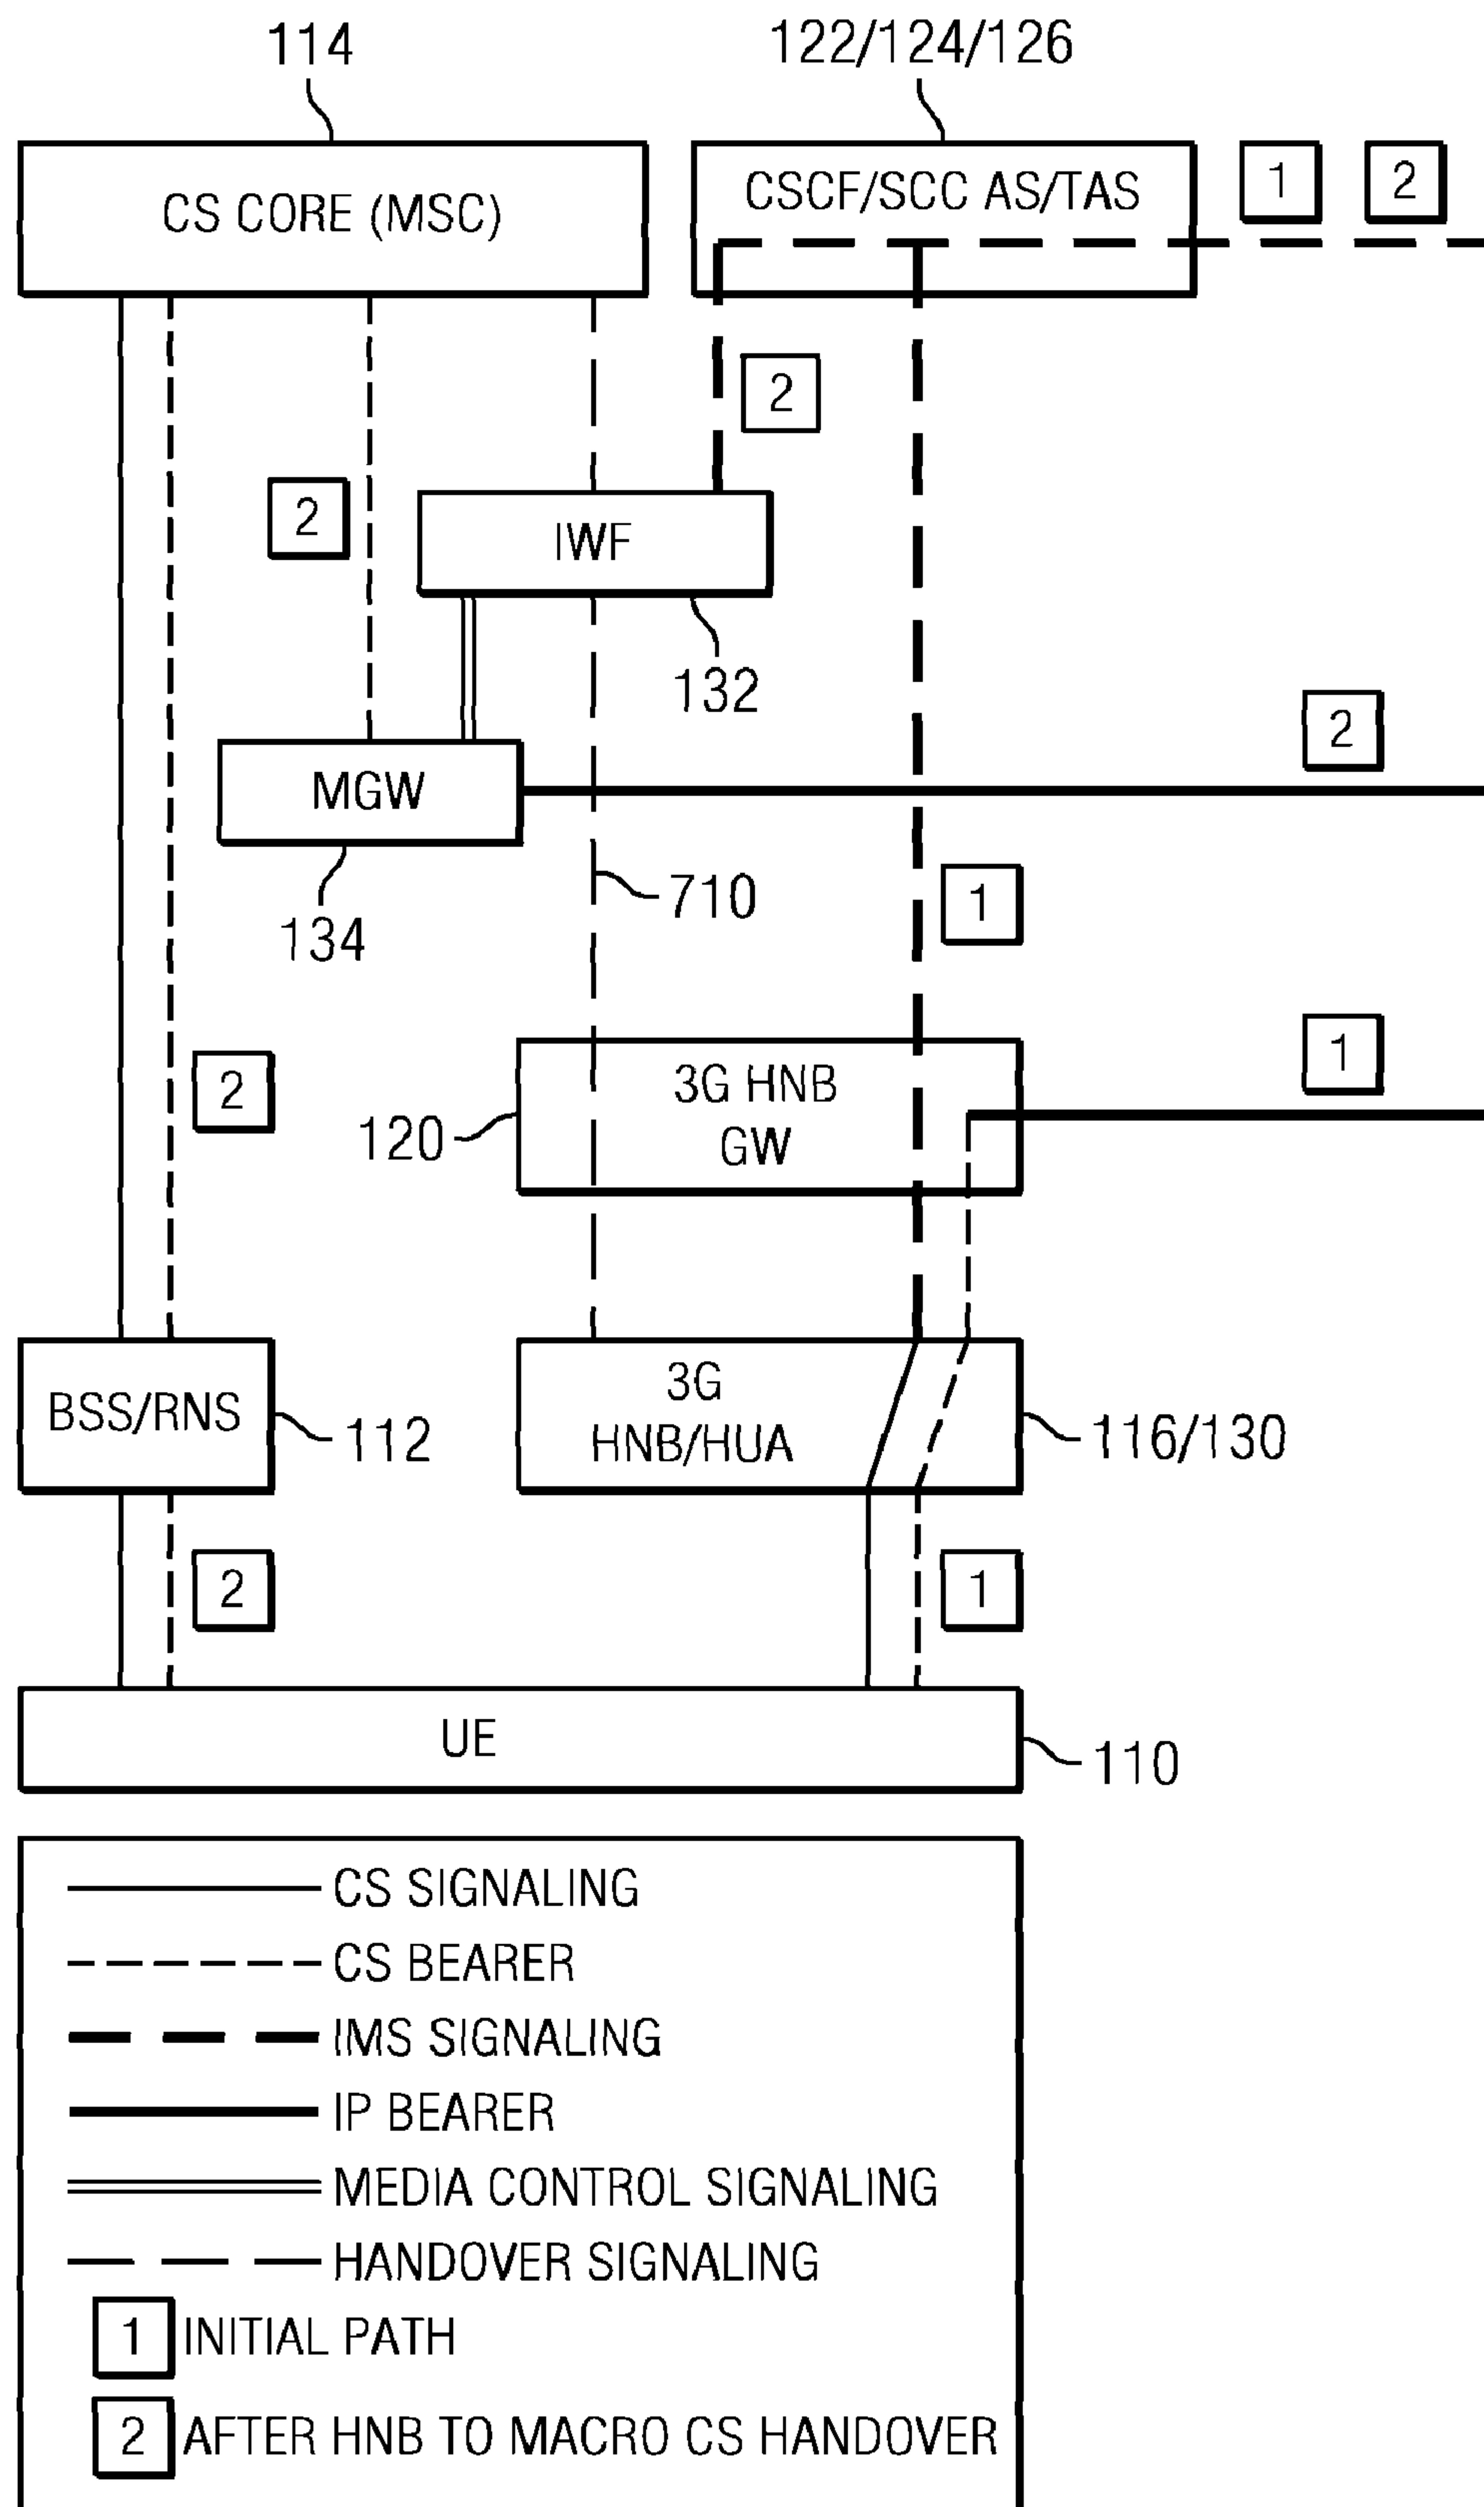 114
122/124/126
CS CORE (MSC)
CSCF/SCC AS/TAS
1
2
2
2
IWF
132
2
MGW
134
710
1
1
2
3G HNB
GW
120
BSS/RNS
112
3G
HNB/HUA
116/130
2
1
UE
110
CS SIGNALING
CS BEARER
IMS SIGNALING
IP BEARER
MEDIA CONTROL SIGNALING
HANDOVER SIGNALING
1 INITIAL PATH
2 AFTER HNB TO MACRO CS HANDOVER